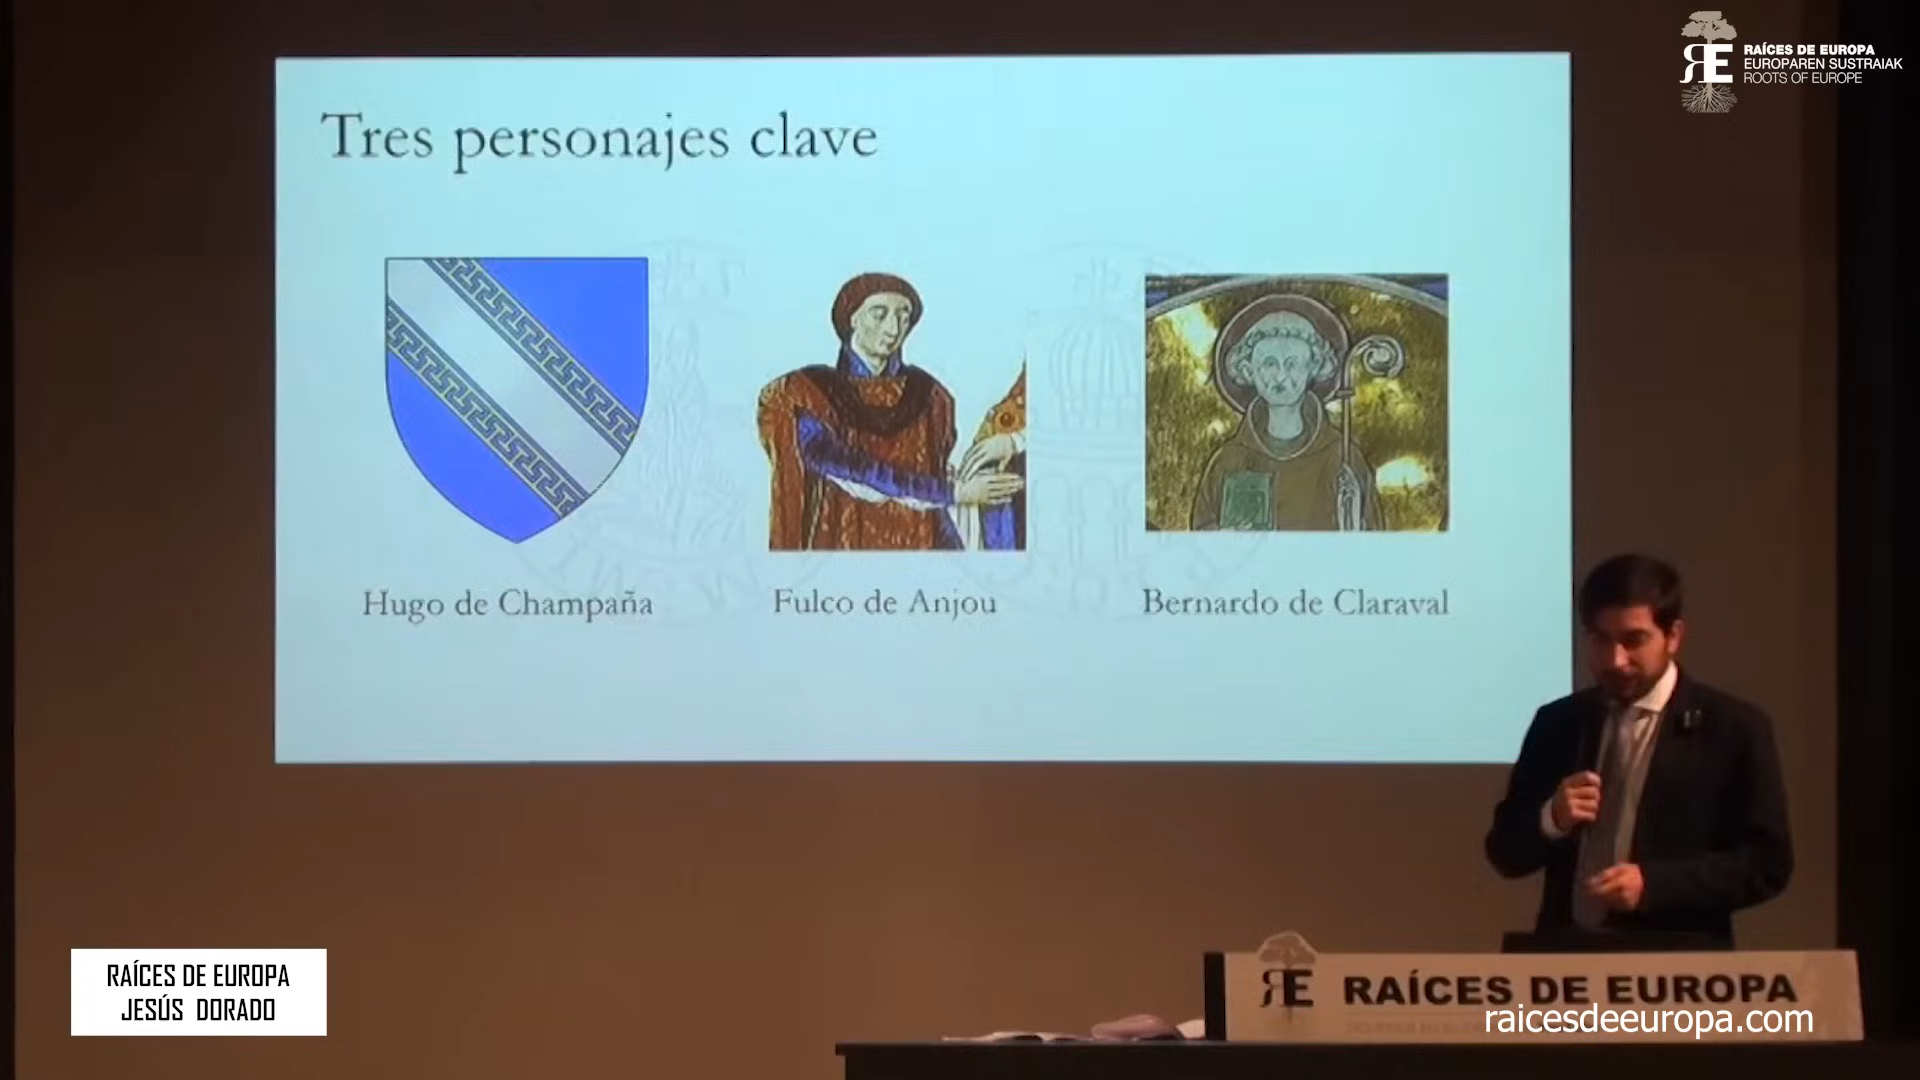 RAÍCES DE EUROPA
EUROPAREN SUSTRAIAK
ROOTS OF EUROPE
Tres personajes clave
Hugo de Champaña
Fulco de Anjou
Bernardo de Claraval
RAÍCES DE EUROPA
JESÚS DORADO
RE RAÍCES DE EUROPA
raicesdeeuropa.com